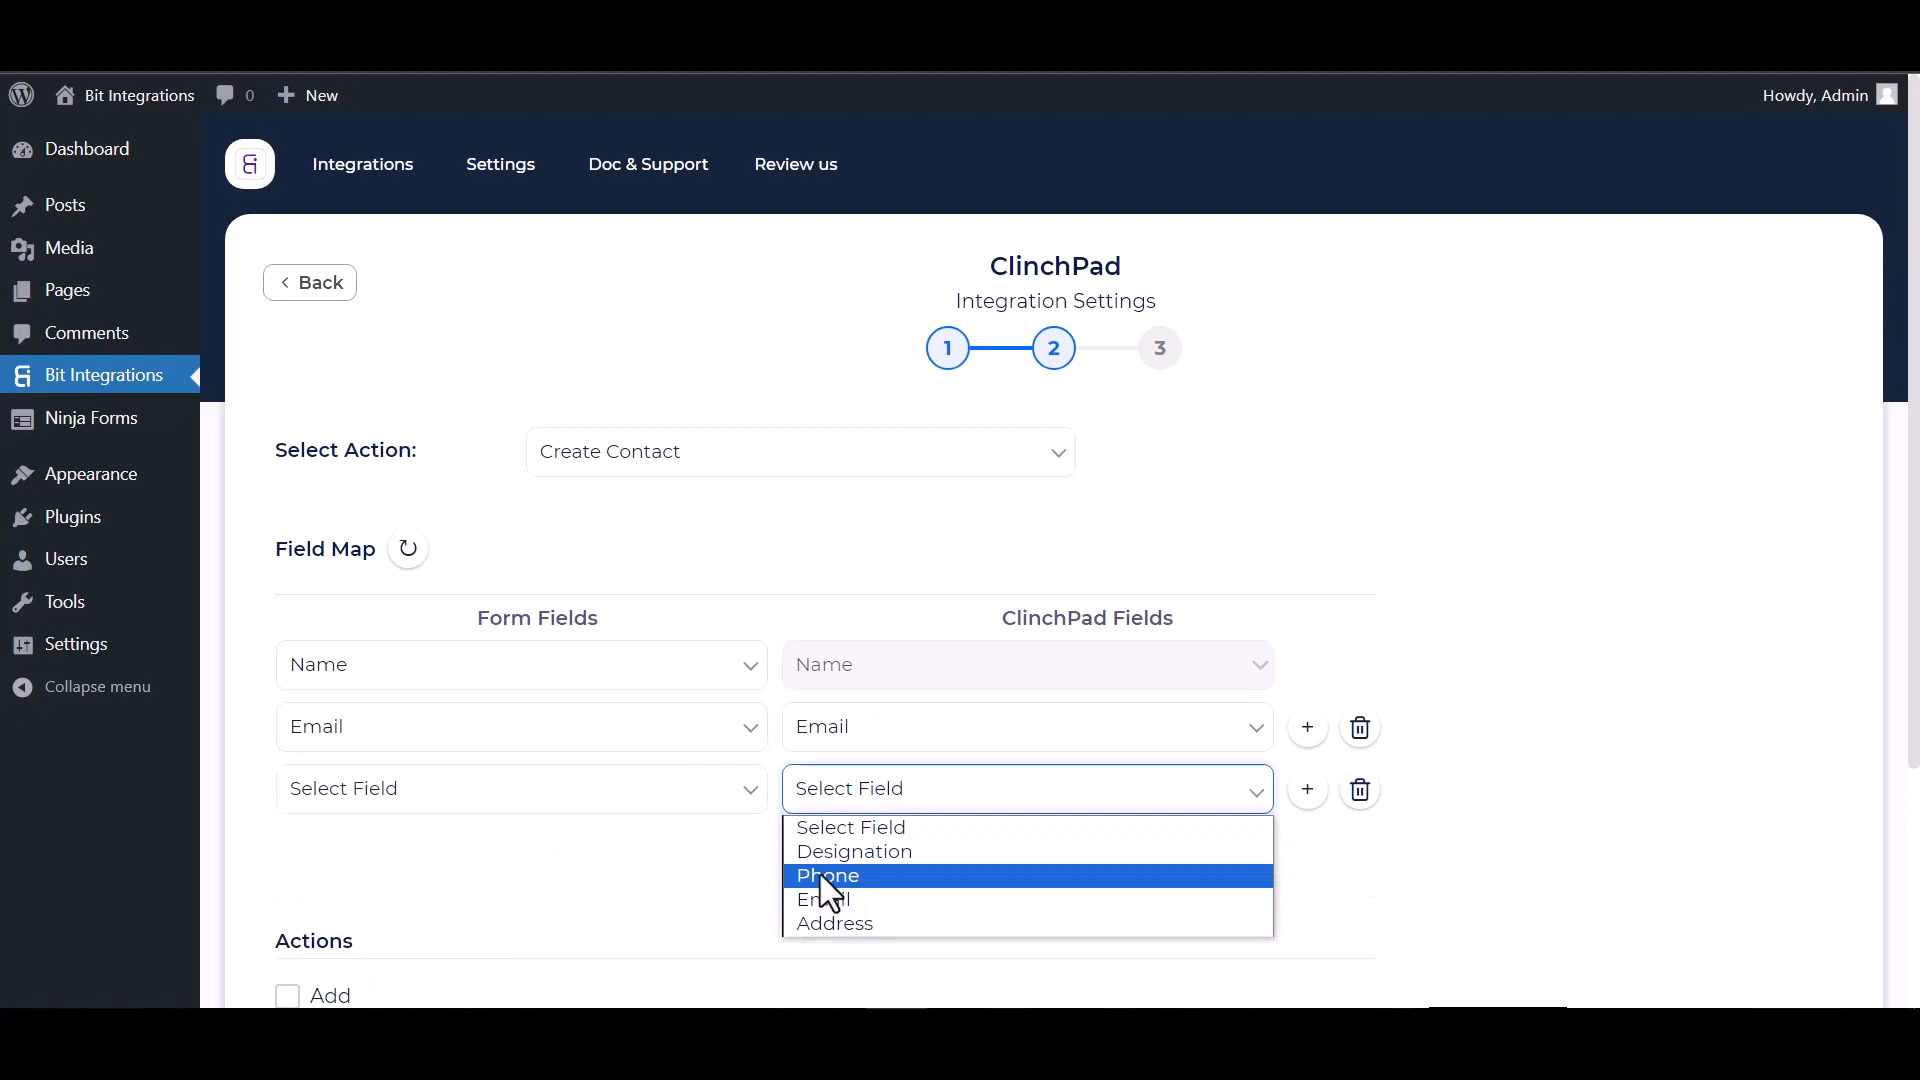 Bit Integrations
0
New
Howdy, Admin
Dashboard
Posts
Media
Pages
Comments
Bit Integrations
Ninja Forms
Appearance
Plugins
Users
Tools
Settings
Collapse menu
Integrations
Settings
Doc & Support
Review us
Back
ClinchPad
Integration Settings
1
2
3
Select Action:
Create Contact
Field Map
Form Fields
ClinchPad Fields
Name
Name
Email
Email
Select Field
Select Field
Select Field
Designation
Phone
Email
Address
Actions
Add